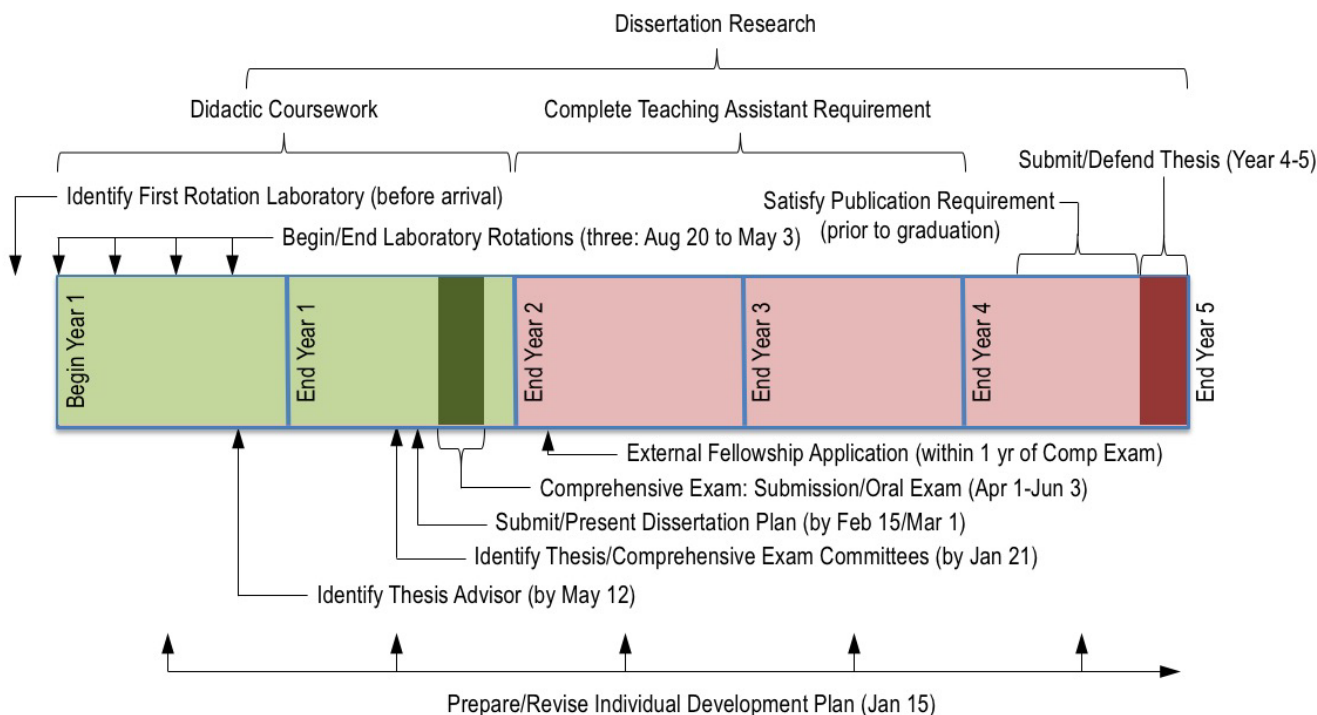 Dissertation Research
Didactic Coursework
Complete Teaching Assistant Requirement
Submit/Defend Thesis (Year 4-5)
Identify First Rotation Laboratory (before arrival)
Satisfy Publication Requirement
(prior to graduation)
Begin/End Laboratory Rotations (three: Aug 20 to May 3)
Begin Year 1
End Year 1
End Year 2
End Year 3
End Year 4
End Year 5
External Fellowship Application (within 1 yr of Comp Exam)
Comprehensive Exam: Submission/Oral Exam (Apr 1-Jun 3)
Submit/Present Dissertation Plan (by Feb 15/Mar 1)
Identify Thesis/Comprehensive Exam Committees (by Jan 21)
Identify Thesis Advisor (by May 12)
Prepare/Revise Individual Development Plan (Jan 15)